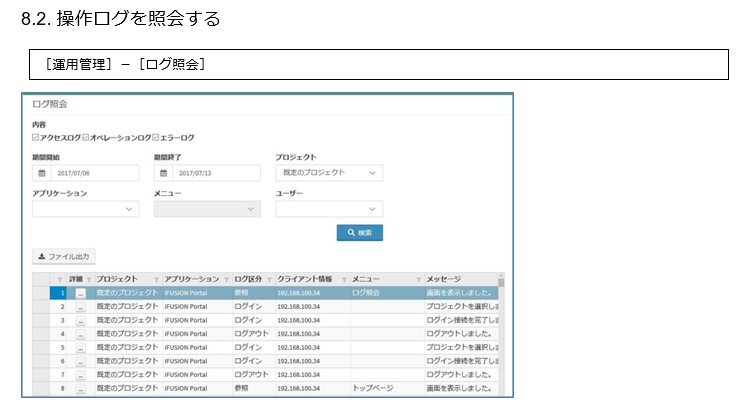 8.2. 操作ログを照会する
［運用管理］－［ログ照会］
ログ照会
内容
アクセスログ オペレーションログ エラーログ
期間開始 期間終了 プロジェクト
2017/07/06 2017/07/13 既定のプロジェクト
アプリケーション メニュー ユーザー
検索
ファイル出力
詳細 プロジェクト アプリケーション ログ区分 クライアント情報 メニュー メッセージ
1 ... 既定のプロジェクト iFUSION Portal 参照 192.168.100.34 ログ照会 画面を表示しました。
2 ... 既定のプロジェクト iFUSION Portal ログイン 192.168.100.34 プロジェクトを選択しま
3 ... 既定のプロジェクト iFUSION Portal ログイン 192.168.100.34 ログイン接続を完了し
4 ... 既定のプロジェクト iFUSION Portal ログアウト 192.168.100.34 ログアウトしました。
5 ... 既定のプロジェクト iFUSION Portal ログイン 192.168.100.34 プロジェクトを選択しま
6 ... 既定のプロジェクト iFUSION Portal ログイン 192.168.100.34 ログイン接続を完了し
7 ... 既定のプロジェクト iFUSION Portal ログアウト 192.168.100.34 ログアウトしました。
8 ... 既定のプロジェクト iFUSION Portal 参照 192.168.100.34 トップページ 画面を表示しました。